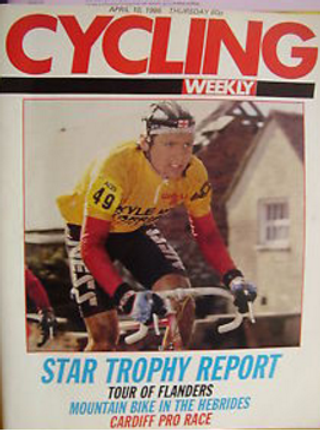 APRIL 10, 1986 THURSDAY 60p
CYCLING
WEEKLY
49
STAR TROPHY REPORT
TOUR OF FLANDERS
MOUNTAIN BIKE IN THE HEBRIDES
CARDIFF PRO RACE